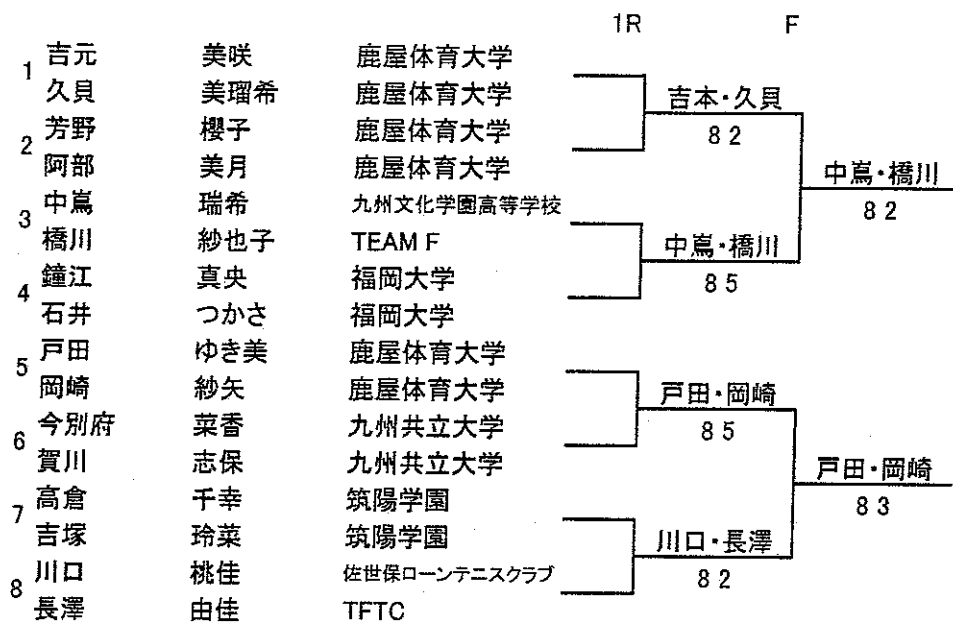 1R F
1 吉元 美咲 鹿屋体育大学
久貝 美瑠希 鹿屋体育大学
吉本・久貝
8 2
2 芳野 櫻子 鹿屋体育大学
阿部 美月 鹿屋体育大学
中嶌・橋川
8 2
3 中嶌 瑞希 九州文化学園高等学校
橋川 紗也子 TEAM F
中嶌・橋川
8 5
4 鐘江 真央 福岡大学
石井 つかさ 福岡大学
5 戸田 ゆき美 鹿屋体育大学
岡崎 紗矢 鹿屋体育大学
戸田・岡崎
8 5
6 今別府 菜香 九州共立大学
賀川 志保 九州共立大学
戸田・岡崎
8 3
7 高倉 千幸 筑陽学園
吉塚 玲菜 筑陽学園
川口・長澤
8 2
8 川口 桃佳 佐世保ローンテニスクラブ
長澤 由佳 TFTC